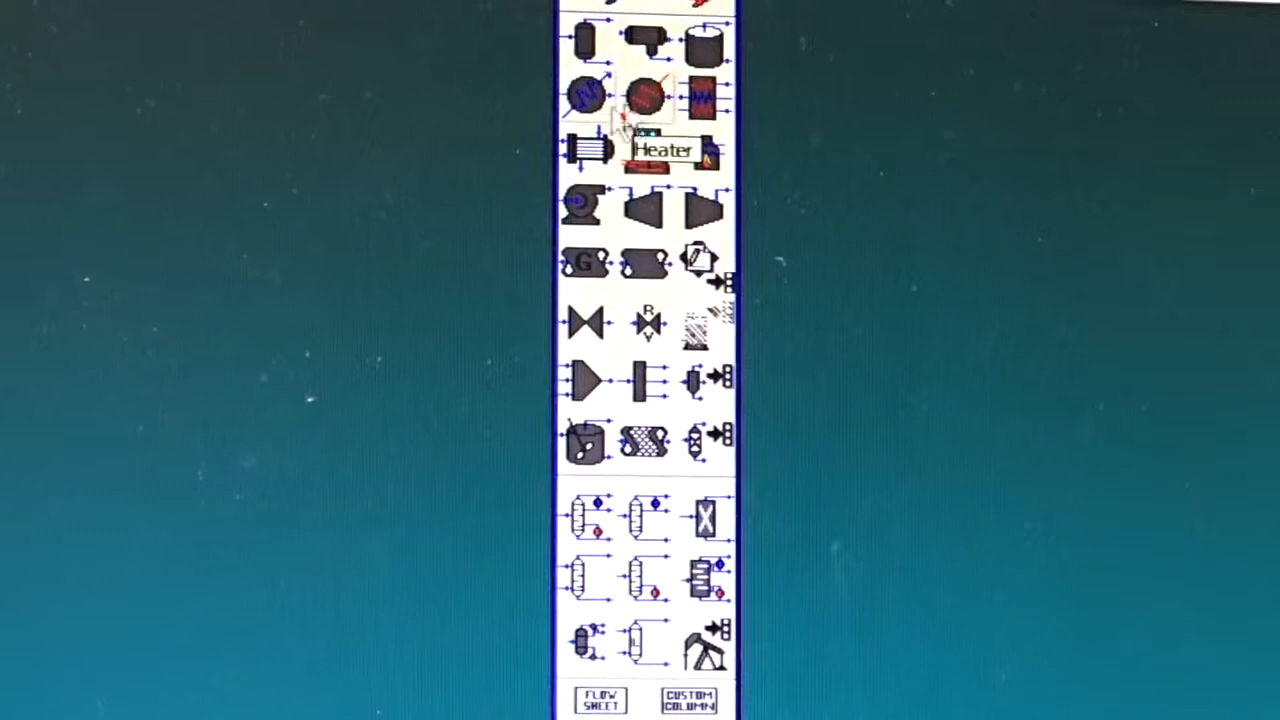 Heater
G
R
V
FLOW
SHEET
CUSTOM
COLUMN